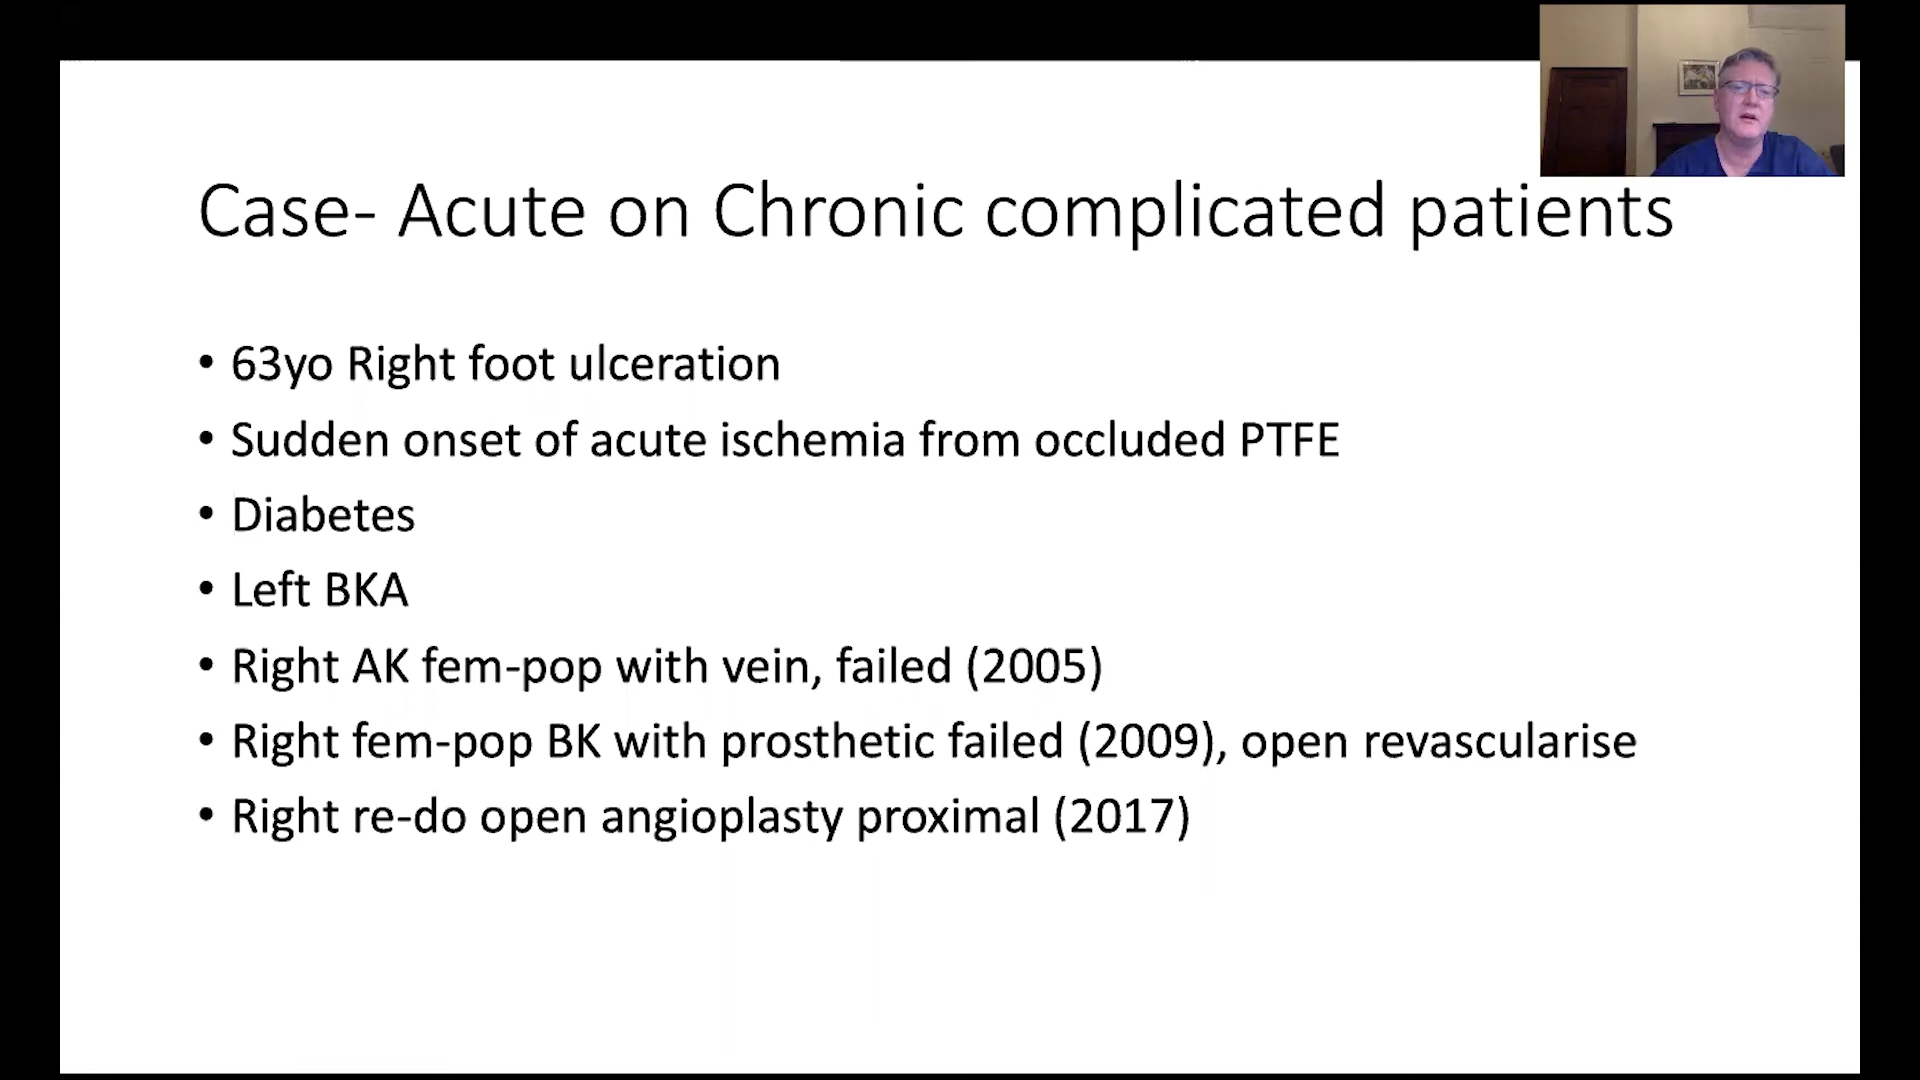 Case- Acute on Chronic complicated patients
• 63yo Right foot ulceration
• Sudden onset of acute ischemia from occluded PTFE
• Diabetes
• Left BKA
• Right AK fem-pop with vein, failed (2005)
• Right fem-pop BK with prosthetic failed (2009), open revascularise
• Right re-do open angioplasty proximal (2017)